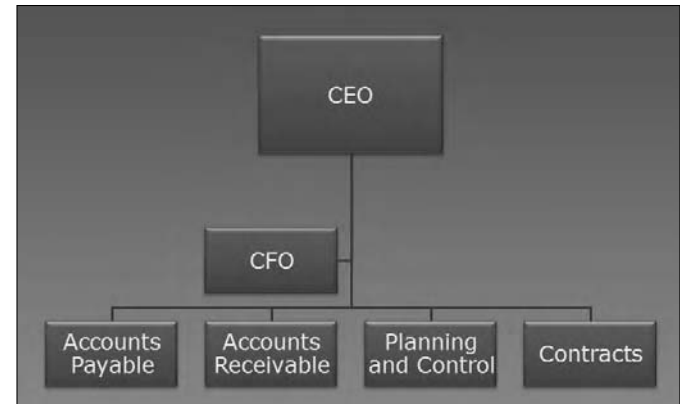 CEO
CFO
Accounts
Payable
Accounts
Receivable
Planning
and Control
Contracts